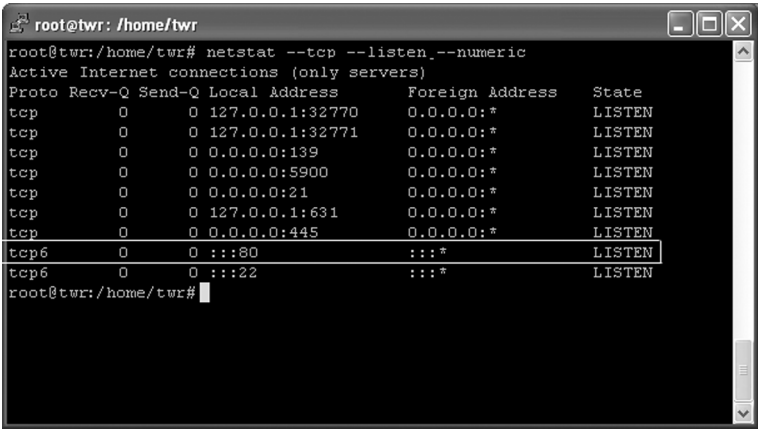 root@twr: /home/twr
root@twr:/home/twr# netstat --tcp --listen --numeric
Active Internet connections (only servers)
Proto Recv-Q Send-Q Local Address Foreign Address State
tcp 0 0 127.0.0.1:32770 0.0.0.0:* LISTEN
tcp 0 0 127.0.0.1:32771 0.0.0.0:* LISTEN
tcp 0 0 0.0.0.0:139 0.0.0.0:* LISTEN
tcp 0 0 0.0.0.0:5900 0.0.0.0:* LISTEN
tcp 0 0 0.0.0.0:21 0.0.0.0:* LISTEN
tcp 0 0 127.0.0.1:631 0.0.0.0:* LISTEN
tcp 0 0 0.0.0.0:445 0.0.0.0:* LISTEN
tcp6 0 0 :::80 :::* LISTEN
tcp6 0 0 :::22 :::* LISTEN
root@twr:/home/twr#